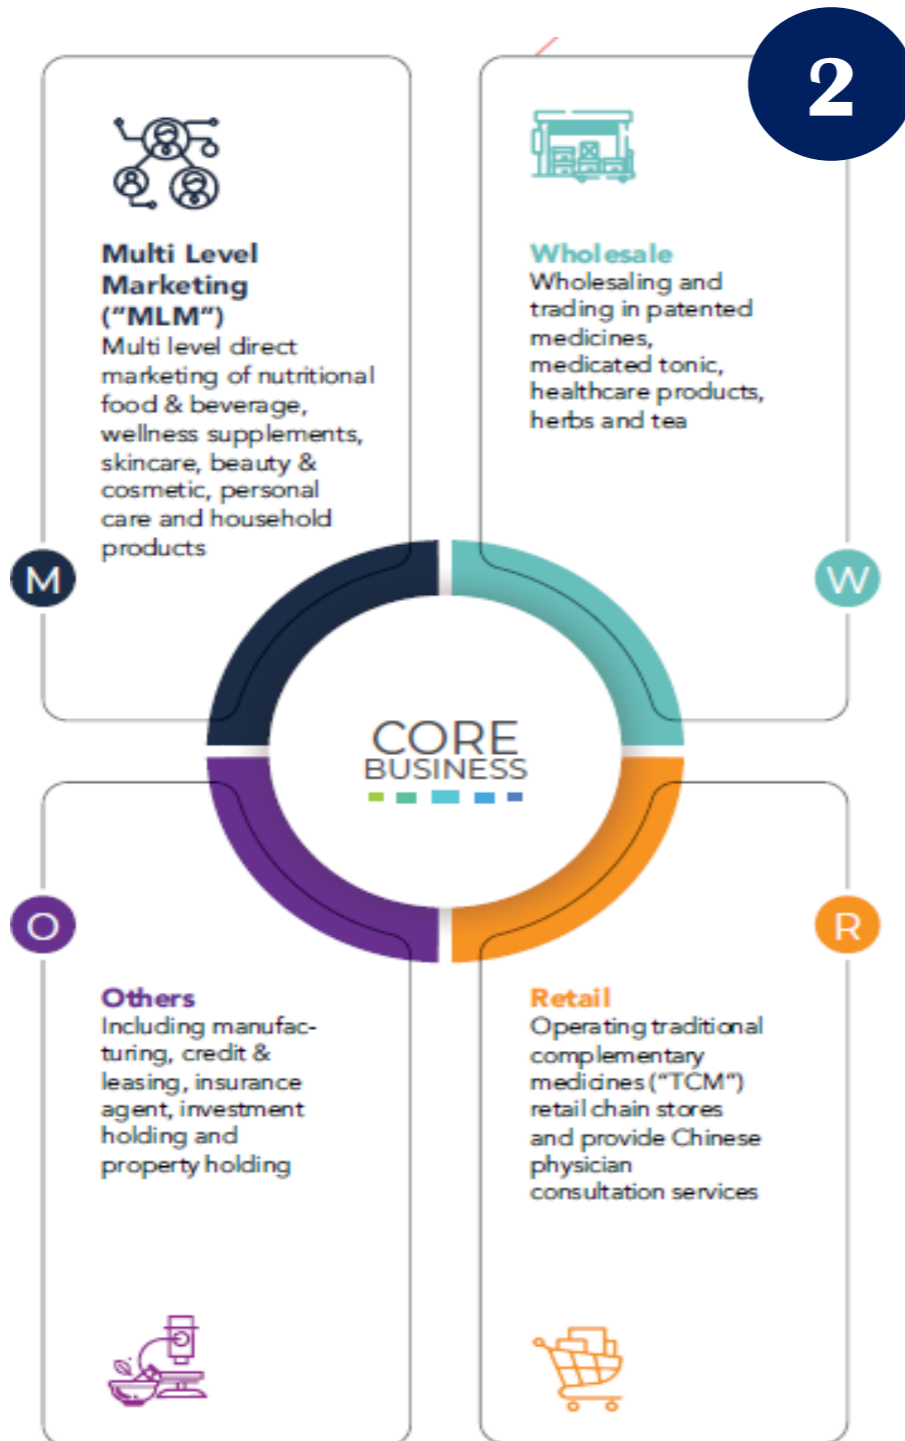 2
Multi Level
Marketing
(“MLM”)
Multi level direct
marketing of nutritional
food & beverage,
wellness supplements,
skincare, beauty &
cosmetic, personal
care and household
products
M
Wholesale
Wholesaling and
trading in patented
medicines,
medicated tonic,
healthcare products,
herbs and tea
W
CORE
BUSINESS
O
Others
Including manufac-
turing, credit &
leasing, insurance
agent, investment
holding and
property holding
R
Retail
Operating traditional
complementary
medicines (“TCM”)
retail chain stores
and provide Chinese
physician
consultation services